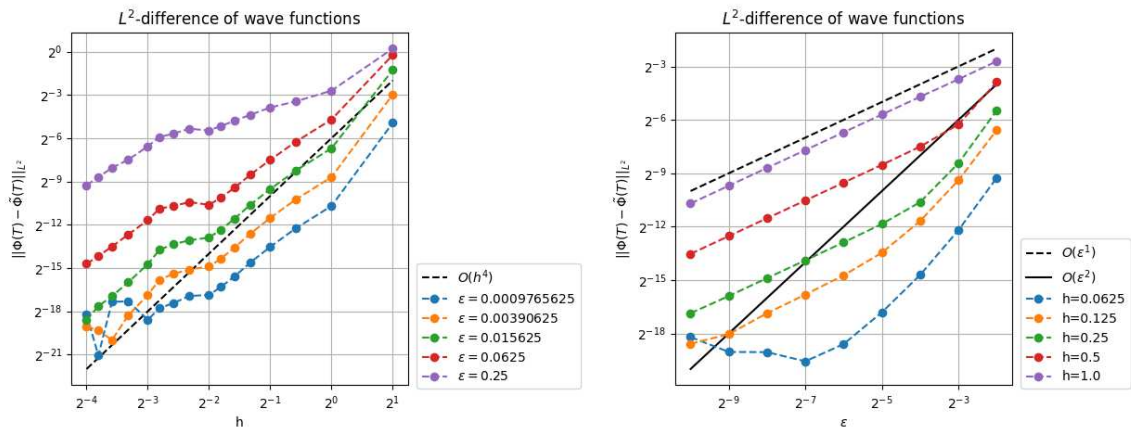 L²-difference of wave functions
2⁰
2⁻³
2⁻⁶
2⁻⁹
2⁻¹²
2⁻¹⁵
2⁻¹⁸
2⁻²¹
||Φ(T) − Φ̃(T)||_L²
2⁻⁴
2⁻³
2⁻²
2⁻¹
2⁰
2¹
h
O(h⁴)
ε = 0.0009765625
ε = 0.00390625
ε = 0.015625
ε = 0.0625
ε = 0.25
L²-difference of wave functions
2⁻³
2⁻⁶
2⁻⁹
2⁻¹²
2⁻¹⁵
2⁻¹⁸
||Φ(T) − Φ̃(T)||_L²
2⁻⁹
2⁻⁷
2⁻⁵
2⁻³
ε
O(ε¹)
O(ε²)
h=0.0625
h=0.125
h=0.25
h=0.5
h=1.0